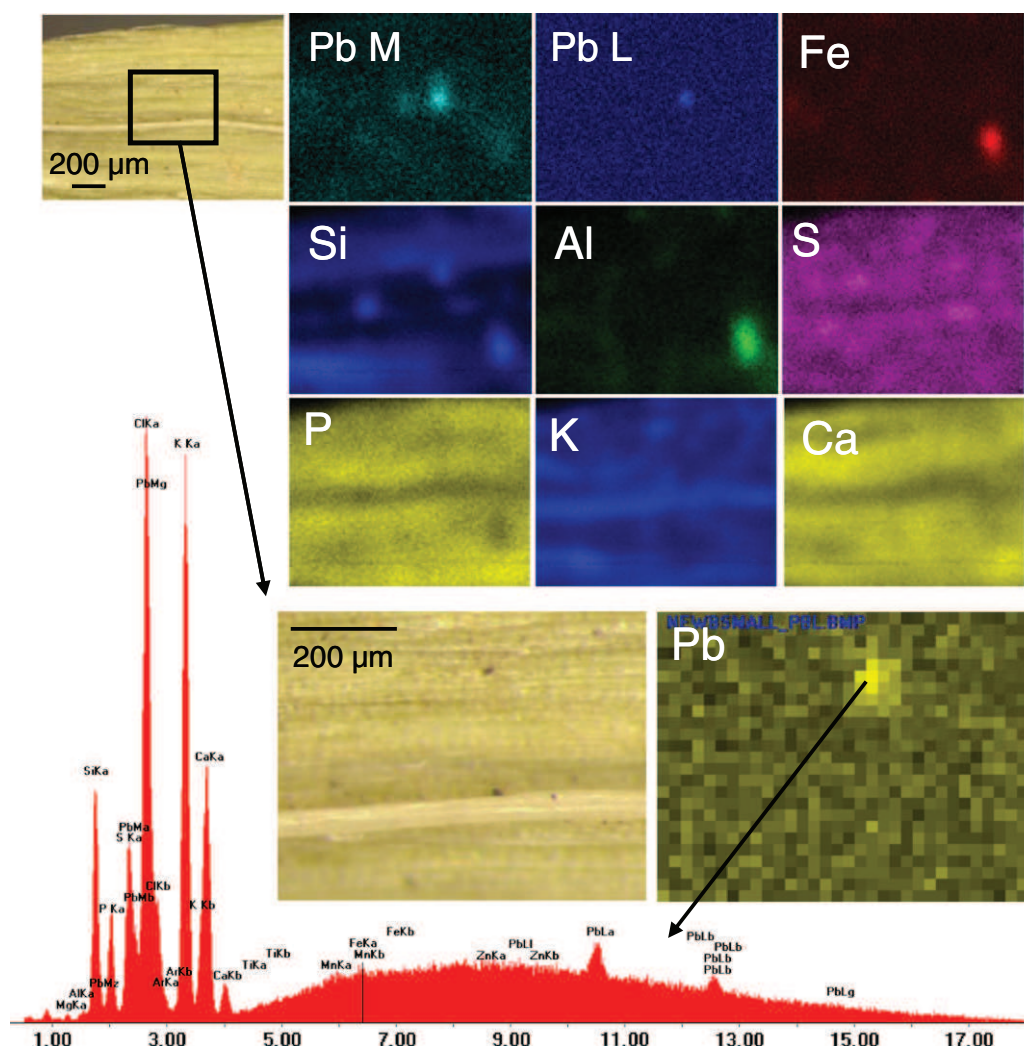 Pb M
Pb L
Fe
200 µm
Si
Al
S
P
K
Ca
ClKa
K Ka
PbMg
200 µm
NEWBSMALL_PBL.BMP
Pb
CaKa
SiKa
PbMa
S Ka
ClKb
PbMb
K Kb
P Ka
PbLa
FeKb
PbLb
FeKa
PbLl
PbLb
TiKb
MnKb
ZnKa
ZnKb
PbLb
TiKa
MnKa
PbLb
ArKb
CaKb
PbMz
ArKa
AlKa
PbLg
MgKa
1.00 3.00 5.00 7.00 9.00 11.00 13.00 15.00 17.00